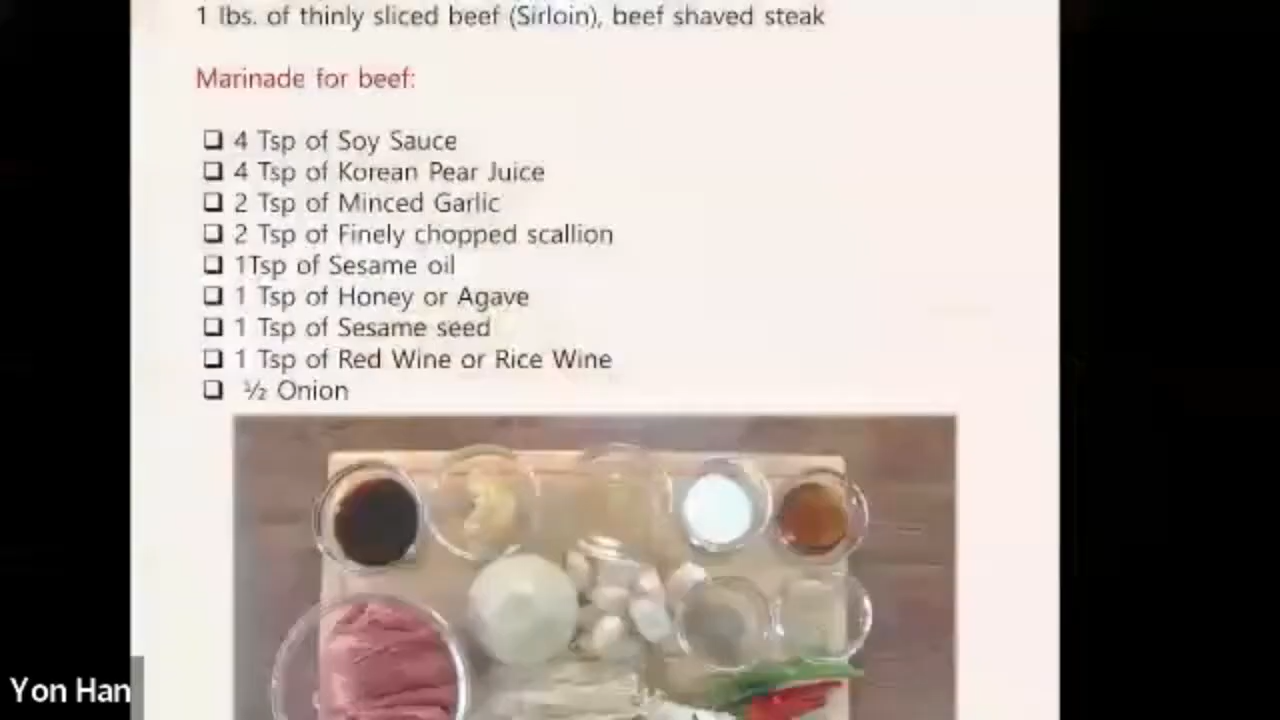 1 lbs. of thinly sliced beef (Sirloin), beef shaved steak
Marinade for beef:
❑ 4 Tsp of Soy Sauce
❑ 4 Tsp of Korean Pear Juice
❑ 2 Tsp of Minced Garlic
❑ 2 Tsp of Finely chopped scallion
❑ 1Tsp of Sesame oil
❑ 1 Tsp of Honey or Agave
❑ 1 Tsp of Sesame seed
❑ 1 Tsp of Red Wine or Rice Wine
❑ ½ Onion
Yon Han